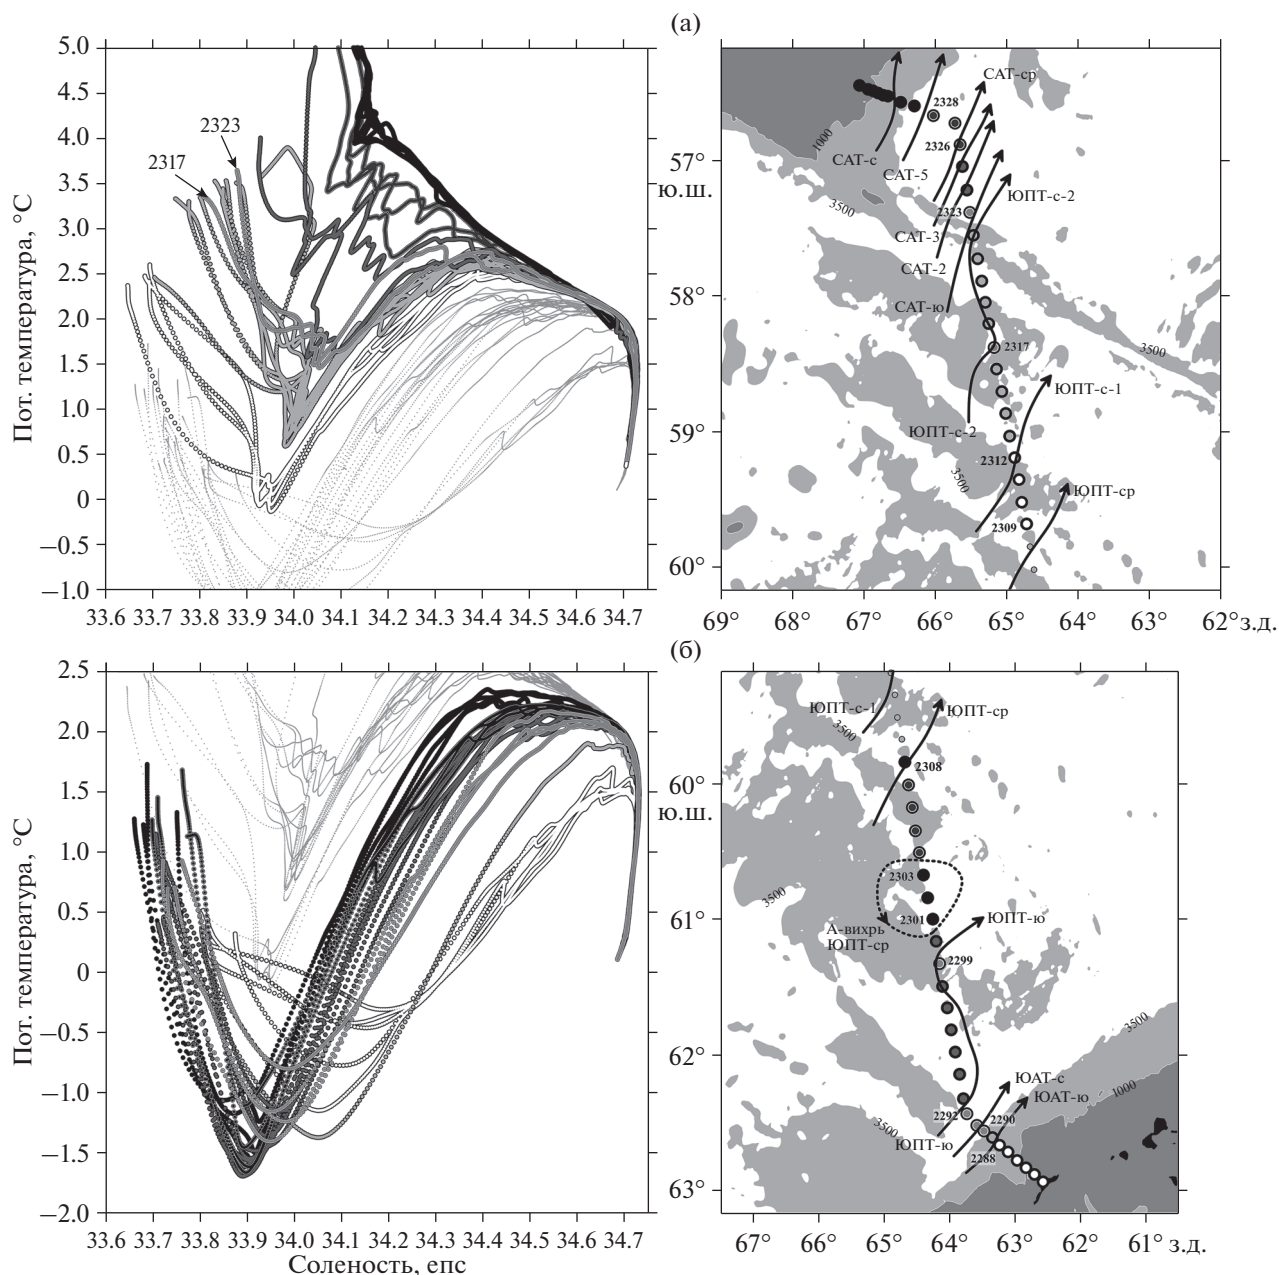 (а)
5.0
4.5
4.0
3.5
3.0
2.5
2.0
1.5
1.0
0.5
0
−0.5
−1.0
Пот. температура, °C
2323
2317
33.6 33.7 33.8 33.9 34.0 34.1 34.2 34.3 34.4 34.5 34.6 34.7
57°
ю.ш.
58°
59°
60°
69° 68° 67° 66° 65° 64° 63° 62° з.д.
САТ-ср
2328
1000
2326
САТ-с
САТ-5
3500
2323
ЮПТ-с-2
САТ-3
САТ-2
САТ-ю
2317
3500
ЮПТ-с-1
ЮПТ-с-2
2312
3500
ЮПТ-ср
2309
(б)
2.5
2.0
1.5
1.0
0.5
0
−0.5
−1.0
−1.5
−2.0
Пот. температура, °C
33.6 33.7 33.8 33.9 34.0 34.1 34.2 34.3 34.4 34.5 34.6 34.7
Соленость, епс
60°
ю.ш.
61°
62°
63°
67° 66° 65° 64° 63° 62° 61° з.д.
ЮПТ-с-1
ЮПТ-ср
3500
2308
2303
3500
2301
ЮПТ-ю
А-вихрь
ЮПТ-ср
2299
3500
ЮАТ-с
1000
ЮАТ-ю
2292
2290
3500
ЮПТ-ю
2288